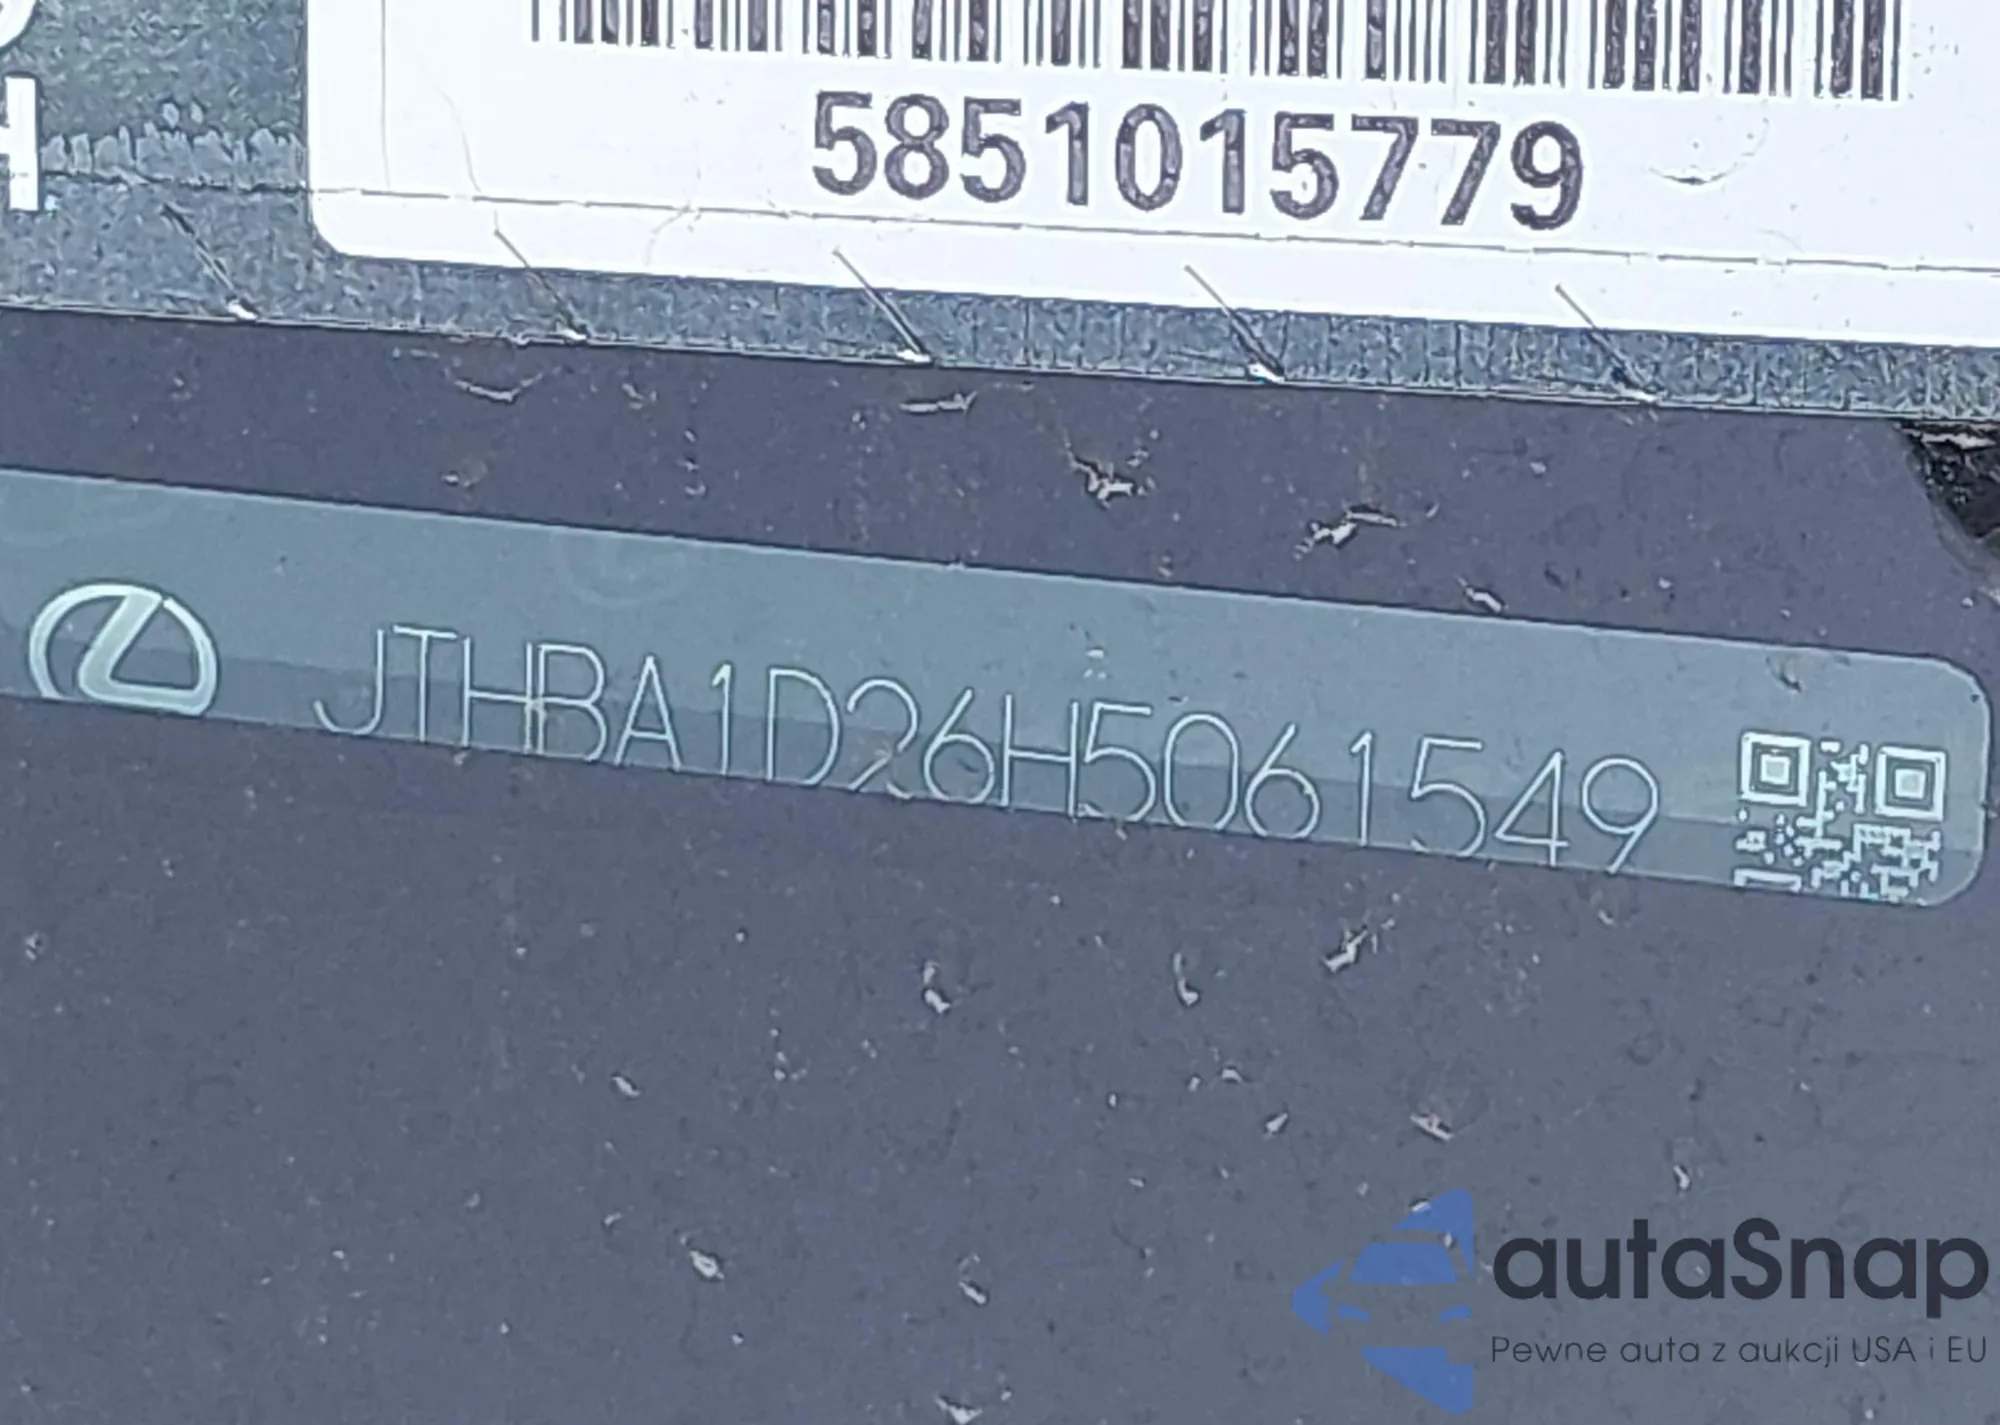 H
5851015779
JTHBA1D26H5061549
autaSnap
Pewne auta z aukcji USA i EU